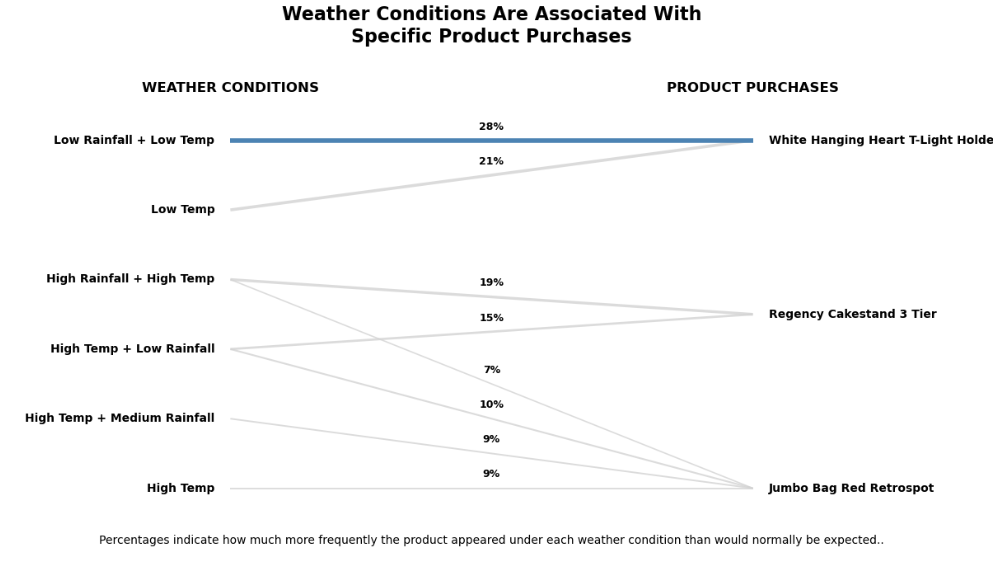 Weather Conditions Are Associated With
Specific Product Purchases
WEATHER CONDITIONS
PRODUCT PURCHASES
Low Rainfall + Low Temp
28%
White Hanging Heart T-Light Holde
21%
Low Temp
High Rainfall + High Temp
19%
Regency Cakestand 3 Tier
15%
High Temp + Low Rainfall
7%
10%
High Temp + Medium Rainfall
9%
9%
High Temp
Jumbo Bag Red Retrospot
Percentages indicate how much more frequently the product appeared under each weather condition than would normally be expected..